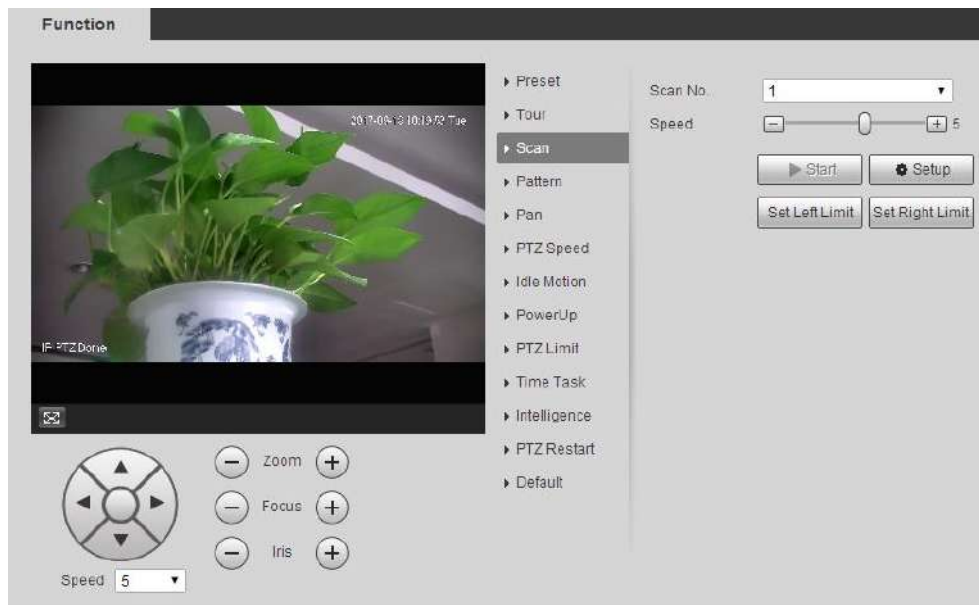 Function
Tue
IP PTZ Dome
Preset
Tour
Scan
Pattern
Pan
PTZ Speed
Idle Motion
PowerUp
PTZ Limit
Time Task
Intelligence
PTZ Restart
Default
Scan No. 1
Speed 5
Start Setup
Set Left Limit Set Right Limit
Zoom
Focus
Iris
Speed 5